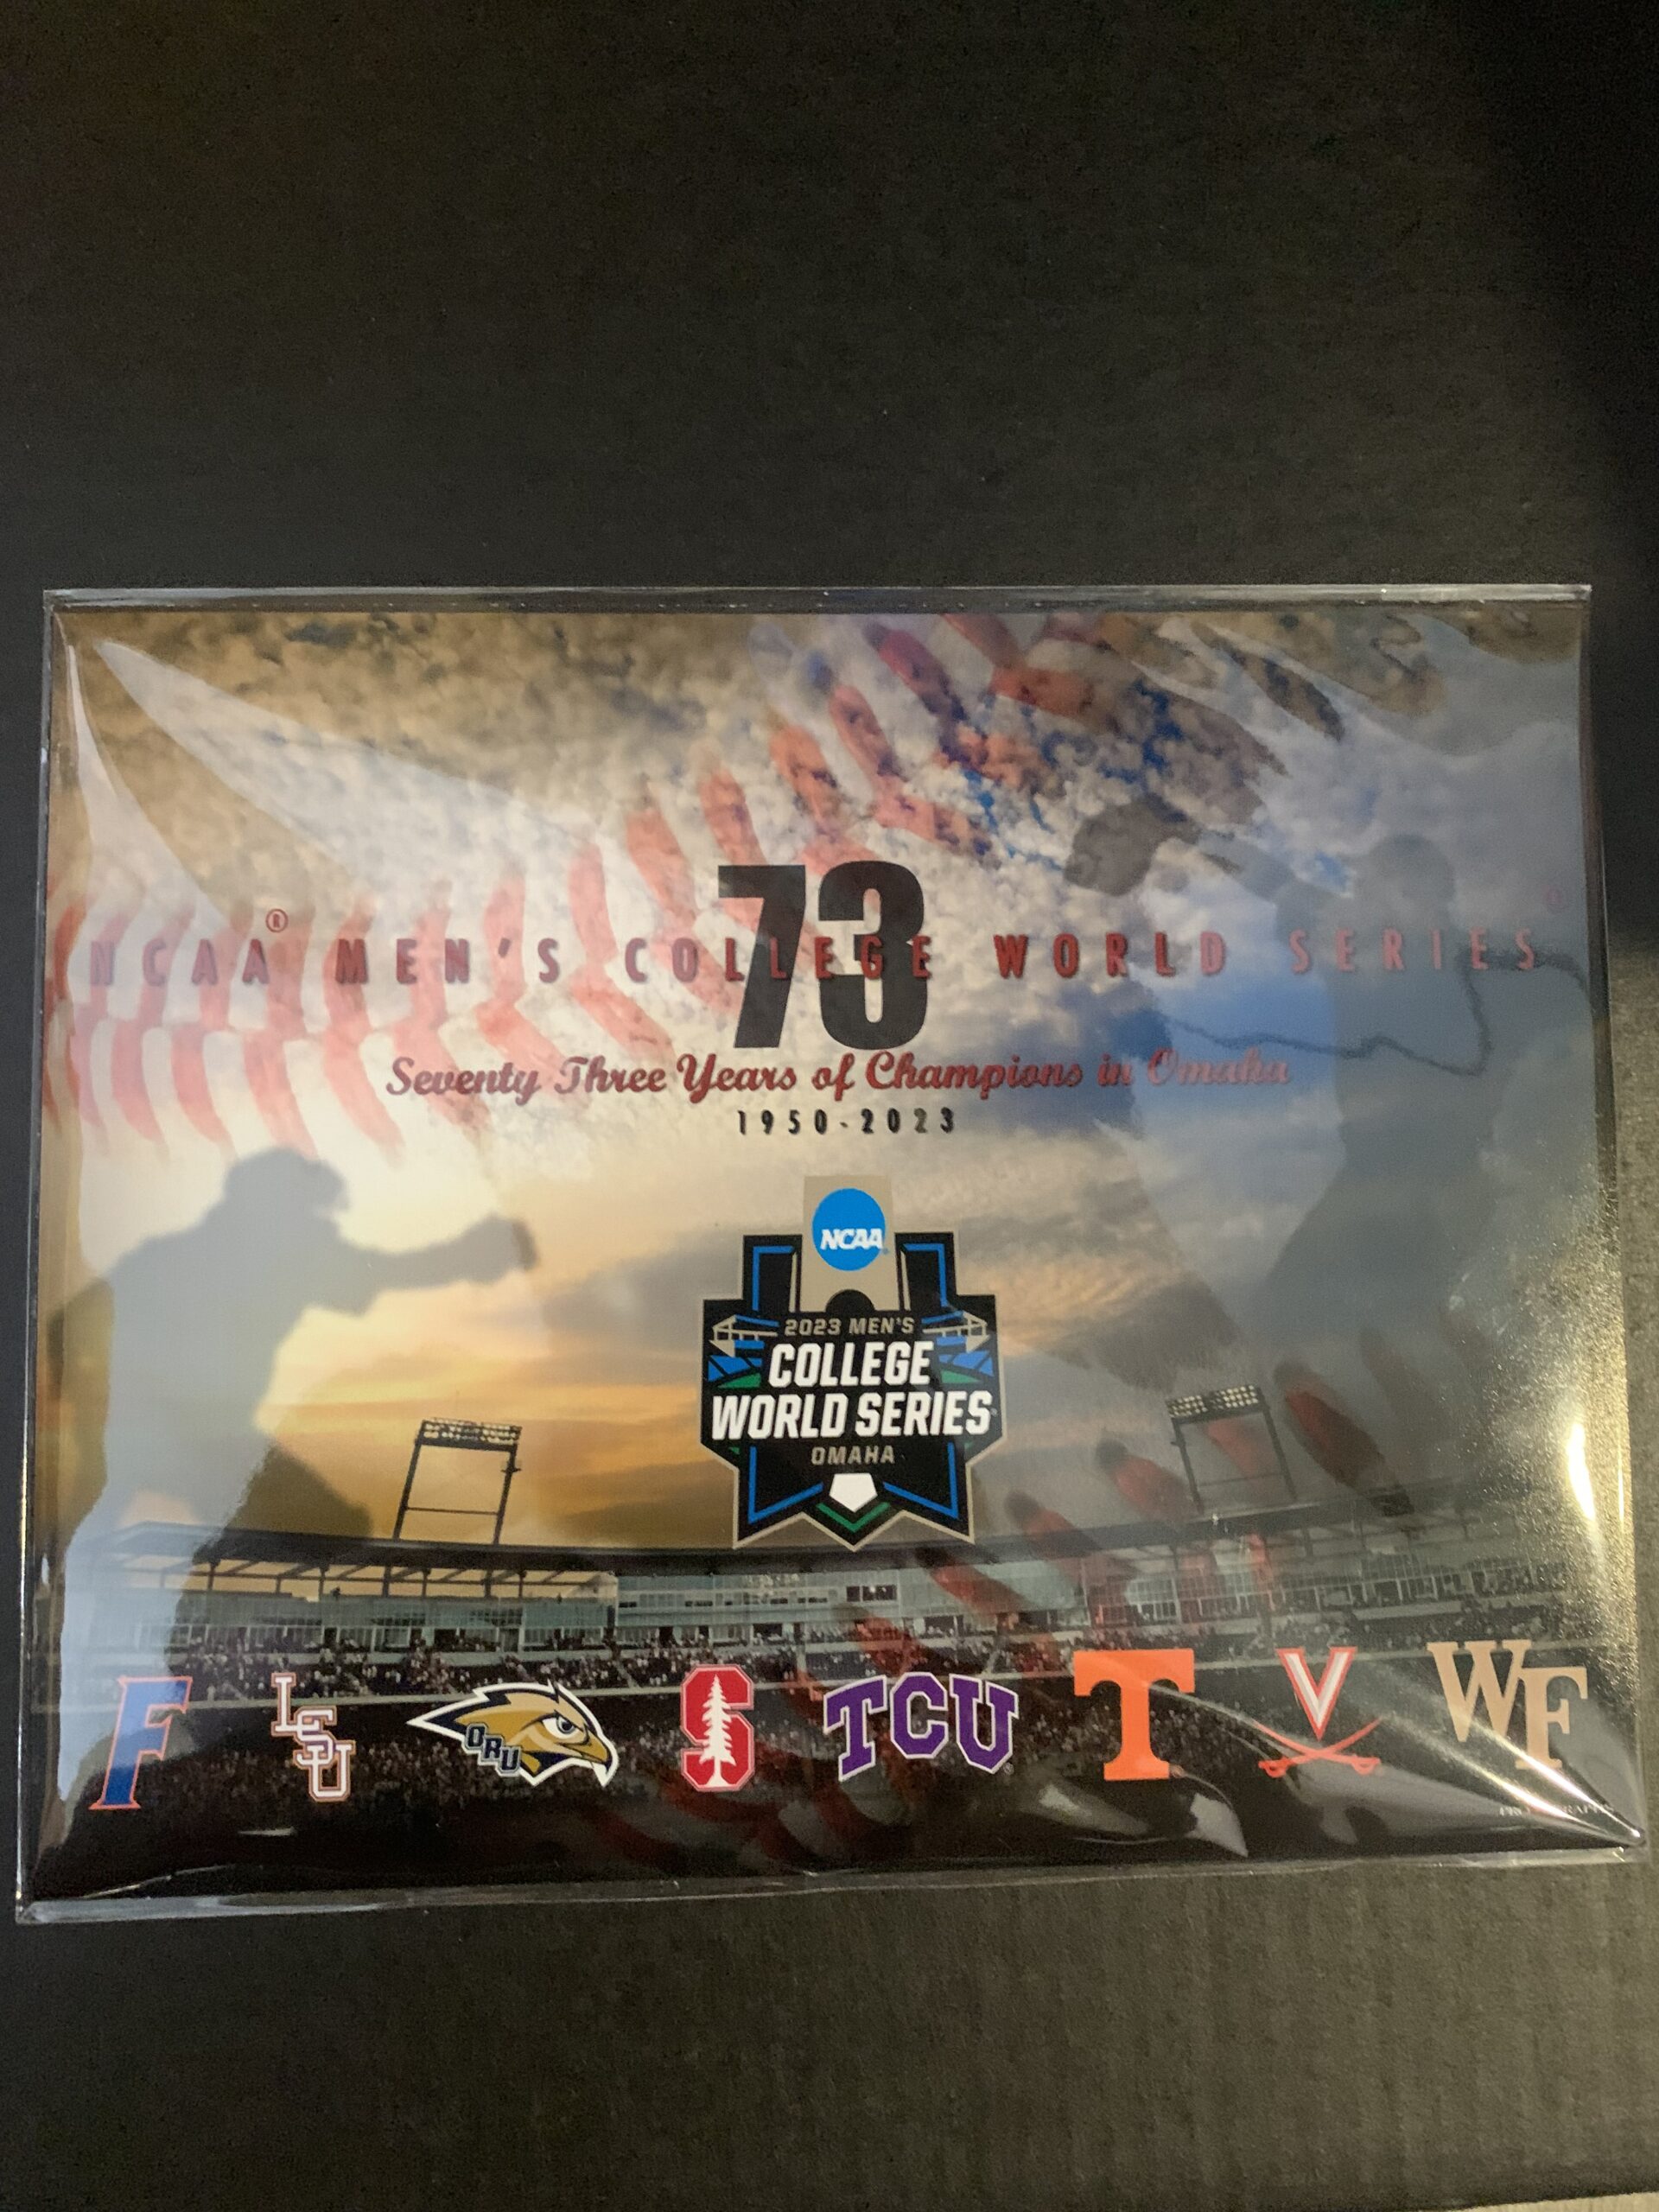 73
NCAA® MEN'S COLLEGE WORLD SERIES®
Seventy Three Years of Champions in Omaha
1950-2023
NCAA
2023 MEN'S
COLLEGE
WORLD SERIES
OMAHA
F LSU ORU S TCU T V WF